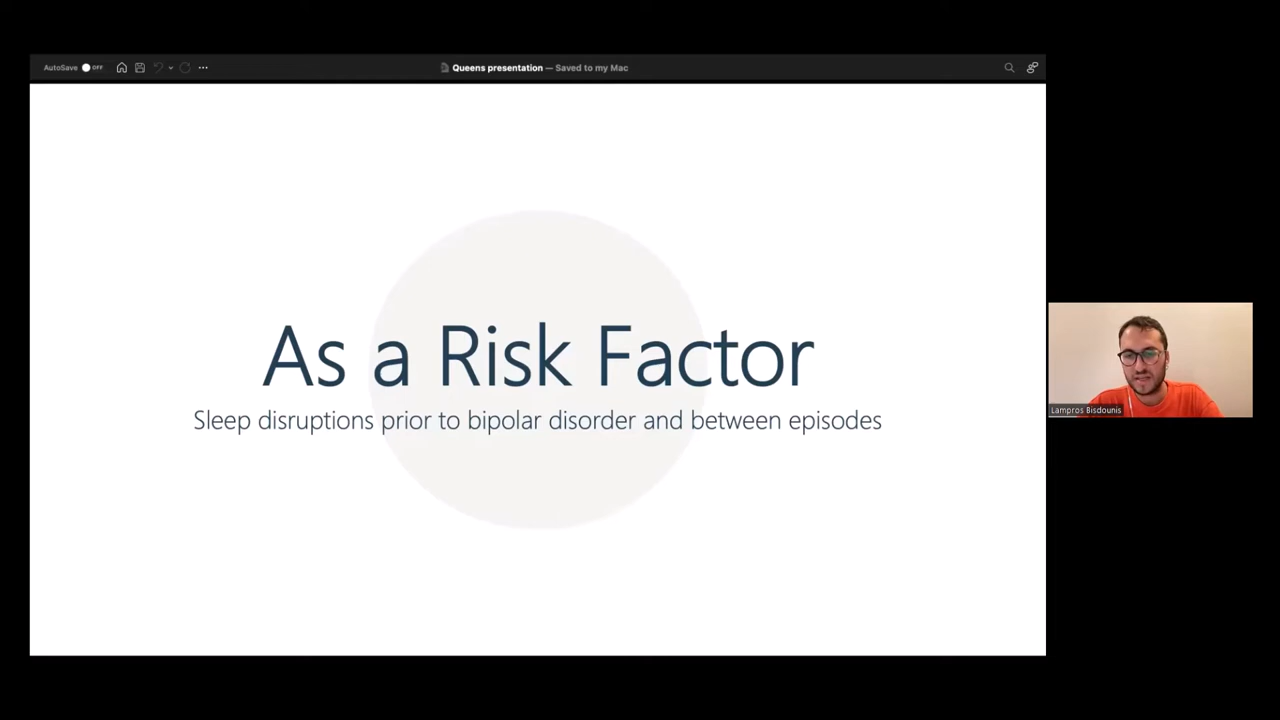 AutoSave OFF
Queens presentation — Saved to my Mac
As a Risk Factor
Sleep disruptions prior to bipolar disorder and between episodes
Lampros Bisdounis